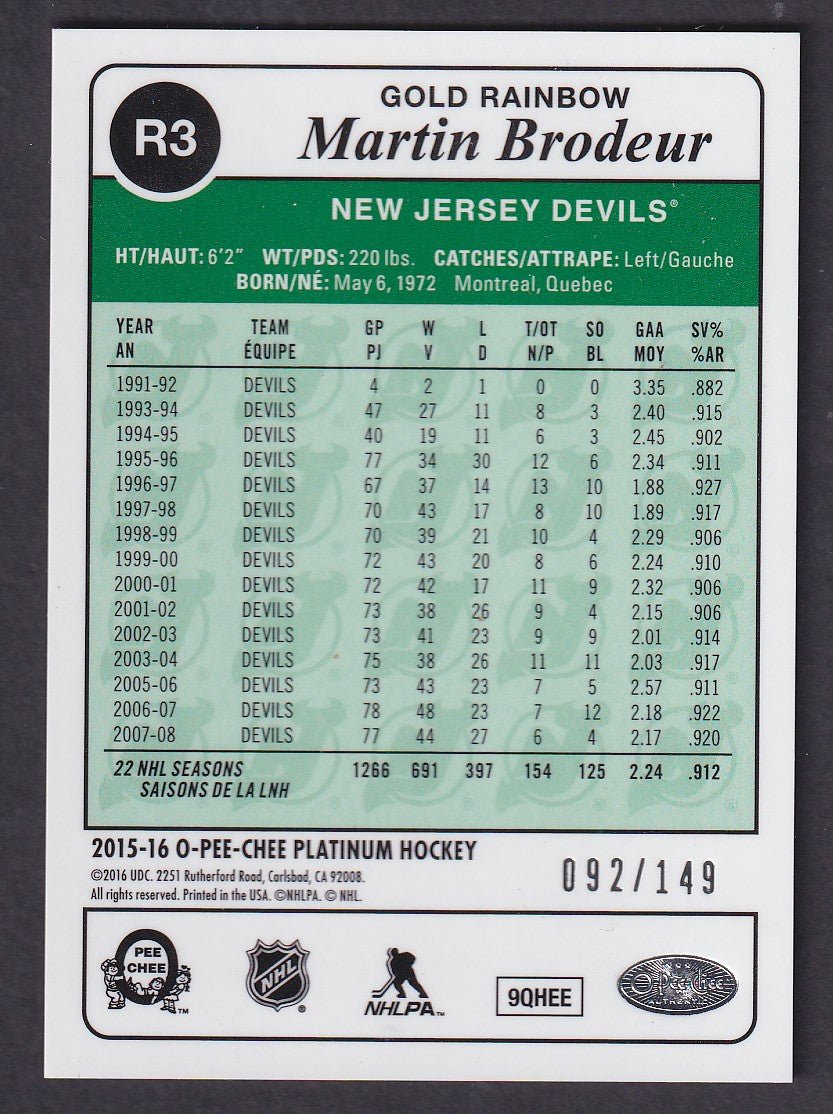 R3
GOLD RAINBOW
Martin Brodeur
NEW JERSEY DEVILS®
HT/HAUT: 6'2" WT/PDS: 220 lbs. CATCHES/ATTRAPE: Left/Gauche
BORN/NÉ: May 6, 1972 Montreal, Quebec
YEAR TEAM GP W L T/OT SO GAA SV%
AN ÉQUIPE PJ V D N/P BL MOY %AR
1991-92 DEVILS 4 2 1 0 0 3.35 .882
1993-94 DEVILS 47 27 11 8 3 2.40 .915
1994-95 DEVILS 40 19 11 6 3 2.45 .902
1995-96 DEVILS 77 34 30 12 6 2.34 .911
1996-97 DEVILS 67 37 14 13 10 1.88 .927
1997-98 DEVILS 70 43 17 8 10 1.89 .917
1998-99 DEVILS 70 39 21 10 4 2.29 .906
1999-00 DEVILS 72 43 20 8 6 2.24 .910
2000-01 DEVILS 72 42 17 11 9 2.32 .906
2001-02 DEVILS 73 38 26 9 4 2.15 .906
2002-03 DEVILS 73 41 23 9 9 2.01 .914
2003-04 DEVILS 75 38 26 11 11 2.03 .917
2005-06 DEVILS 73 43 23 7 5 2.57 .911
2006-07 DEVILS 78 48 23 7 12 2.18 .922
2007-08 DEVILS 77 44 27 6 4 2.17 .920
22 NHL SEASONS 1266 691 397 154 125 2.24 .912
SAISONS DE LA LNH
2015-16 O-PEE-CHEE PLATINUM HOCKEY
©2016 UDC. 2251 Rutherford Road, Carlsbad, CA 92008.
All rights reserved. Printed in the USA. ©NHLPA. © NHL.
092/149
O PEE CHEE TM
NHL ®
NHLPA TM
9QHEE
O-Pee-Chee
AUTHENTIC